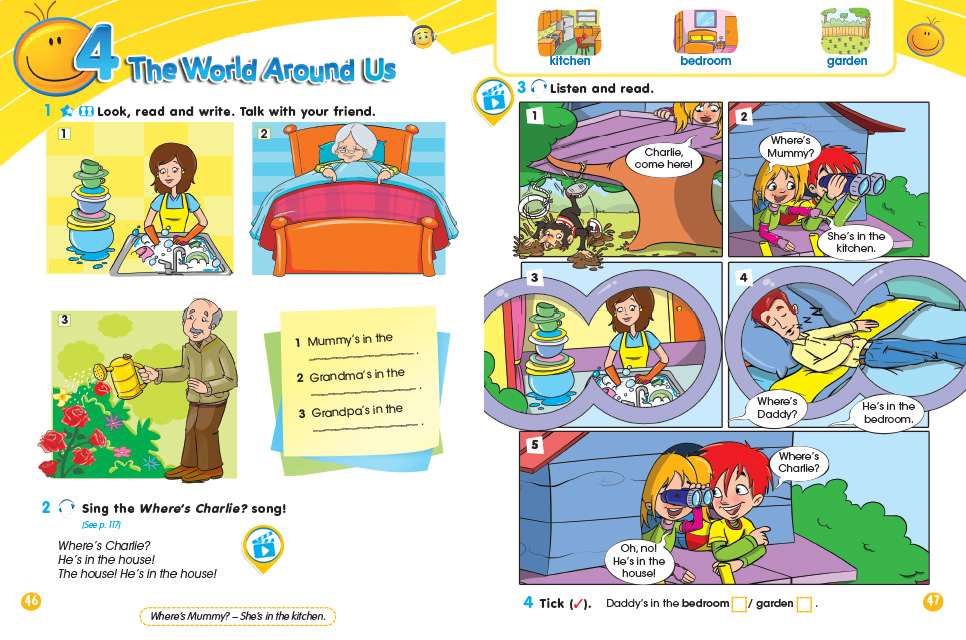 4 The World Around Us
1 Look, read and write. Talk with your friend.
1
2
3
1 Mummy's in the
____________________ .
2 Grandma's in the
____________________ .
3 Grandpa's in the
____________________ .
2 Sing the Where's Charlie? song!
(See p. 117)
Where's Charlie?
He's in the house!
The house! He's in the house!
46
Where's Mummy? – She's in the kitchen.
kitchen
bedroom
garden
3 Listen and read.
1
Charlie,
come here!
2
Where's
Mummy?
She's in the
kitchen.
3
4
z z z
Where's
Daddy?
He's in the
bedroom.
5
Where's
Charlie?
Oh, no!
He's in the
house!
4 Tick (✓). Daddy's in the bedroom / garden .
47